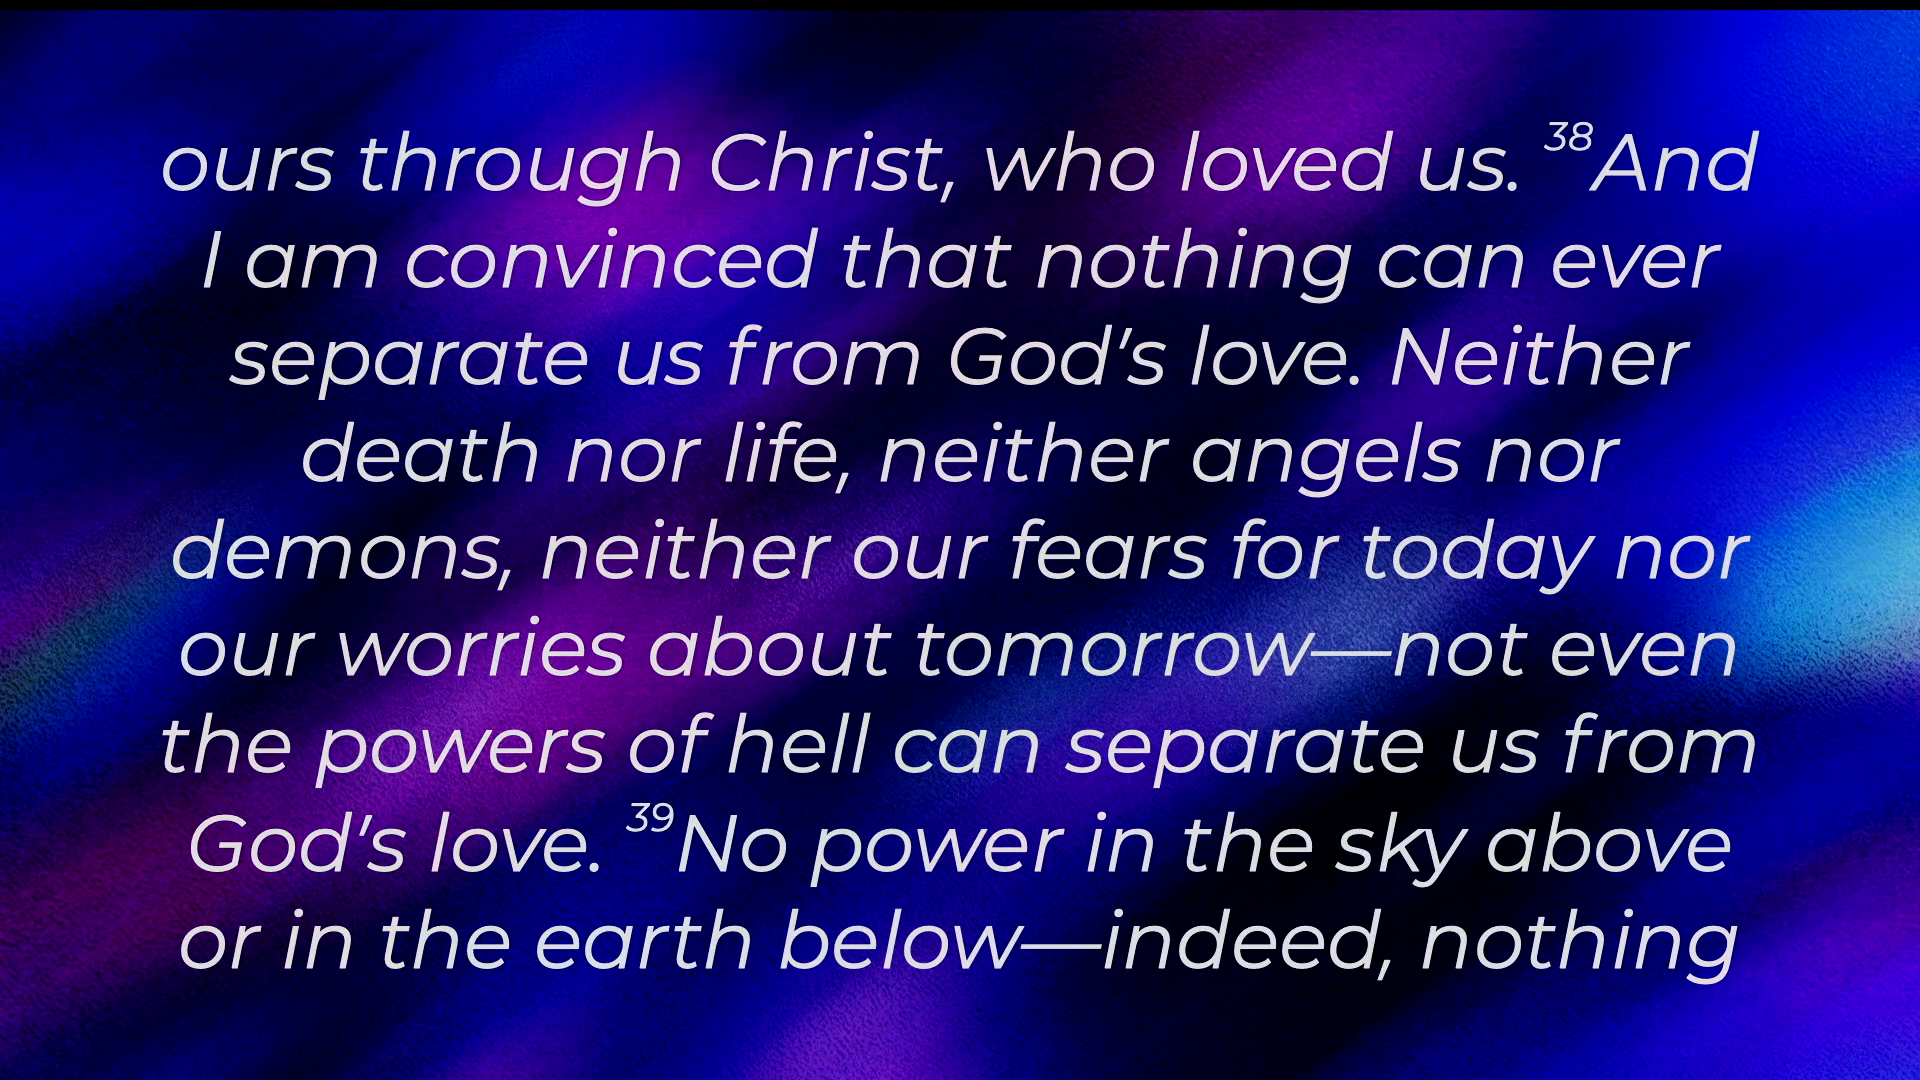 ours through Christ, who loved us. 38And
I am convinced that nothing can ever
separate us from God's love. Neither
death nor life, neither angels nor
demons, neither our fears for today nor
our worries about tomorrow—not even
the powers of hell can separate us from
God's love. 39No power in the sky above
or in the earth below—indeed, nothing